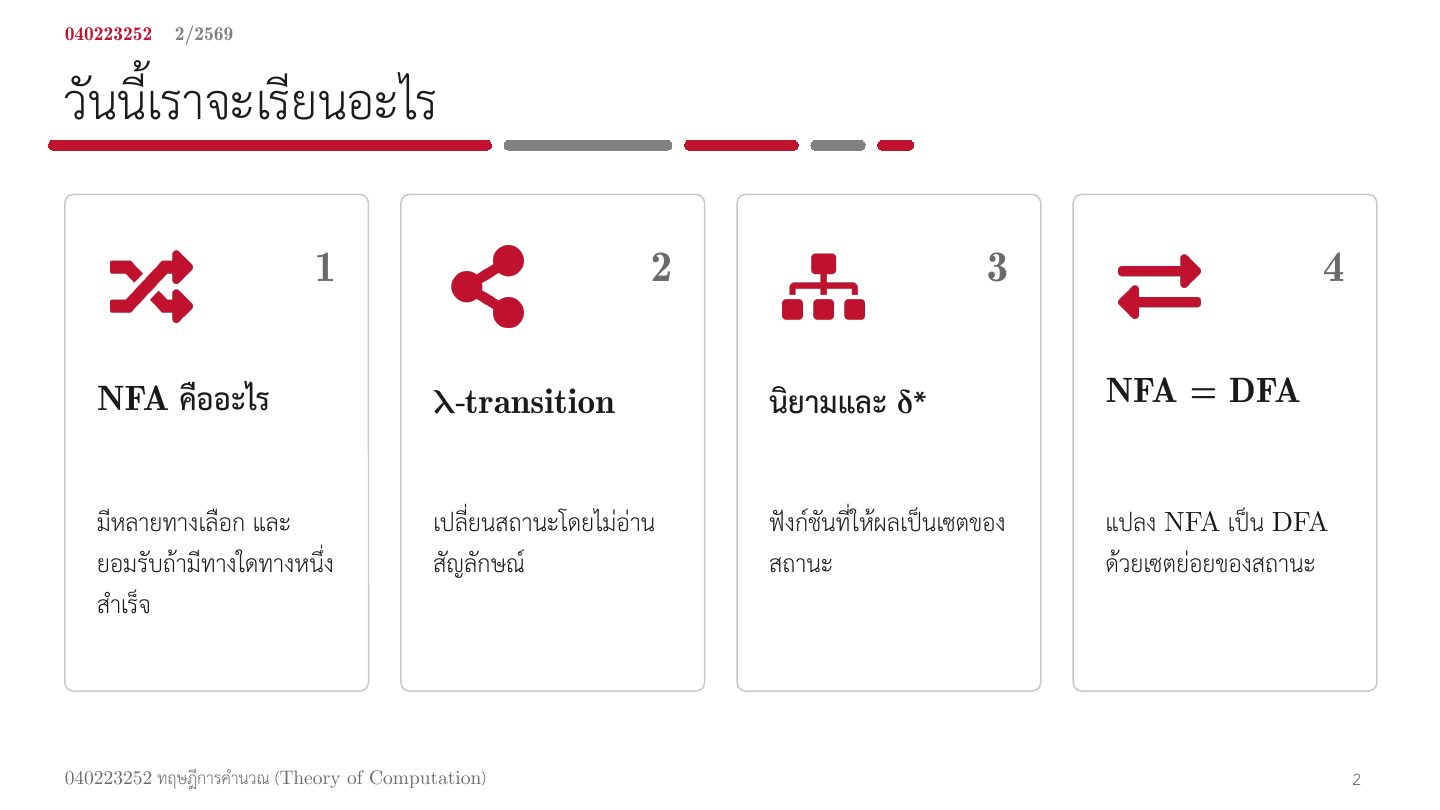 040223252 2/2569
วันนี้เราจะเรียนอะไร
1
NFA คืออะไร
มีหลายทางเลือก และ
ยอมรับถ้ามีทางใดทางหนึ่ง
สำเร็จ
2
λ-transition
เปลี่ยนสถานะโดยไม่อ่าน
สัญลักษณ์
3
นิยามและ δ*
ฟังก์ชันที่ให้ผลเป็นเซตของ
สถานะ
4
NFA = DFA
แปลง NFA เป็น DFA
ด้วยเซตย่อยของสถานะ
040223252 ทฤษฎีการคำนวณ (Theory of Computation)
2